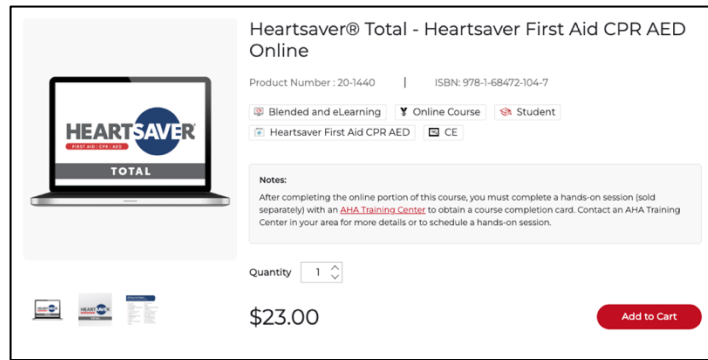 Heartsaver® Total - Heartsaver First Aid CPR AED
Online
Product Number : 20-1440 | ISBN: 978-1-68472-104-7
Blended and eLearning Online Course Student
Heartsaver First Aid CPR AED CE
HEARTSAVER
FIRST AID | CPR | AED
TOTAL
Notes:
After completing the online portion of this course, you must complete a hands-on session (sold
separately) with an AHA Training Center to obtain a course completion card. Contact an AHA Training
Center in your area for more details or to schedule a hands-on session.
Quantity 1
$23.00
Add to Cart